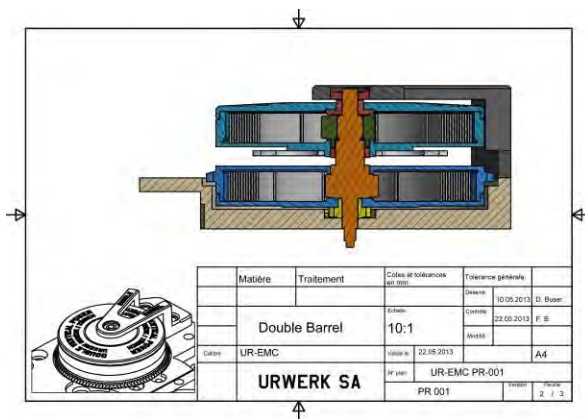 Matière Traitement Cotes et tolérances en mm Tolérance générale
Dessiné 10.05.2013 D. Buser
Double Barrel Echelle 10:1 Contrôlé 22.05.2013 F. B.
Modifié
Calibre UR-EMC Validé le 22.05.2013 A4
URWERK SA N° plan UR-EMC PR-001
PR 001 Version Feuille 2 / 3